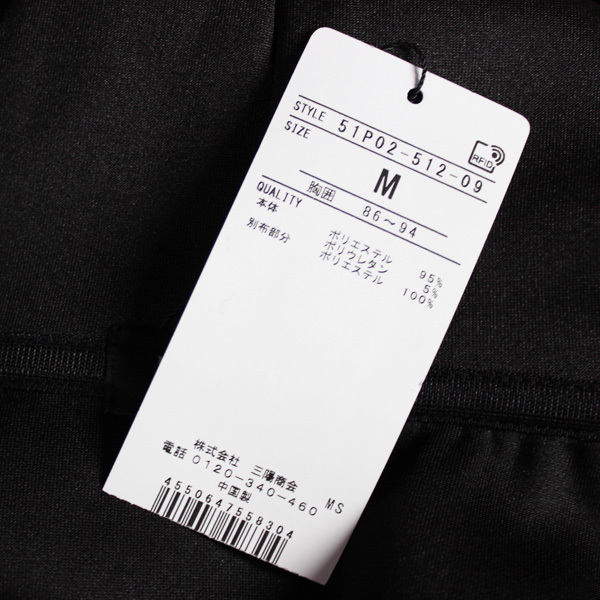 STYLE 51P02-512-09
RFiD
SIZE M
胸囲 86～94
QUALITY
本体 ポリエステル 95%
ポリウレタン 5%
別布部分 ポリエステル 100%
株式会社 三陽商会
電話 0120-340-460 MS
中国製
4550647558304